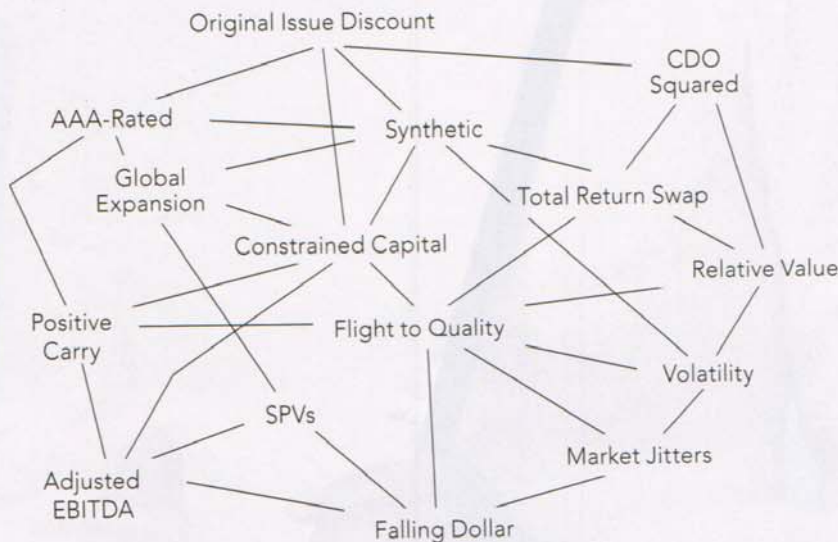 Original Issue Discount
CDO
Squared
AAA-Rated
Synthetic
Global
Expansion
Total Return Swap
Constrained Capital
Relative Value
Positive
Carry
Flight to Quality
Volatility
SPVs
Market Jitters
Adjusted
EBITDA
Falling Dollar